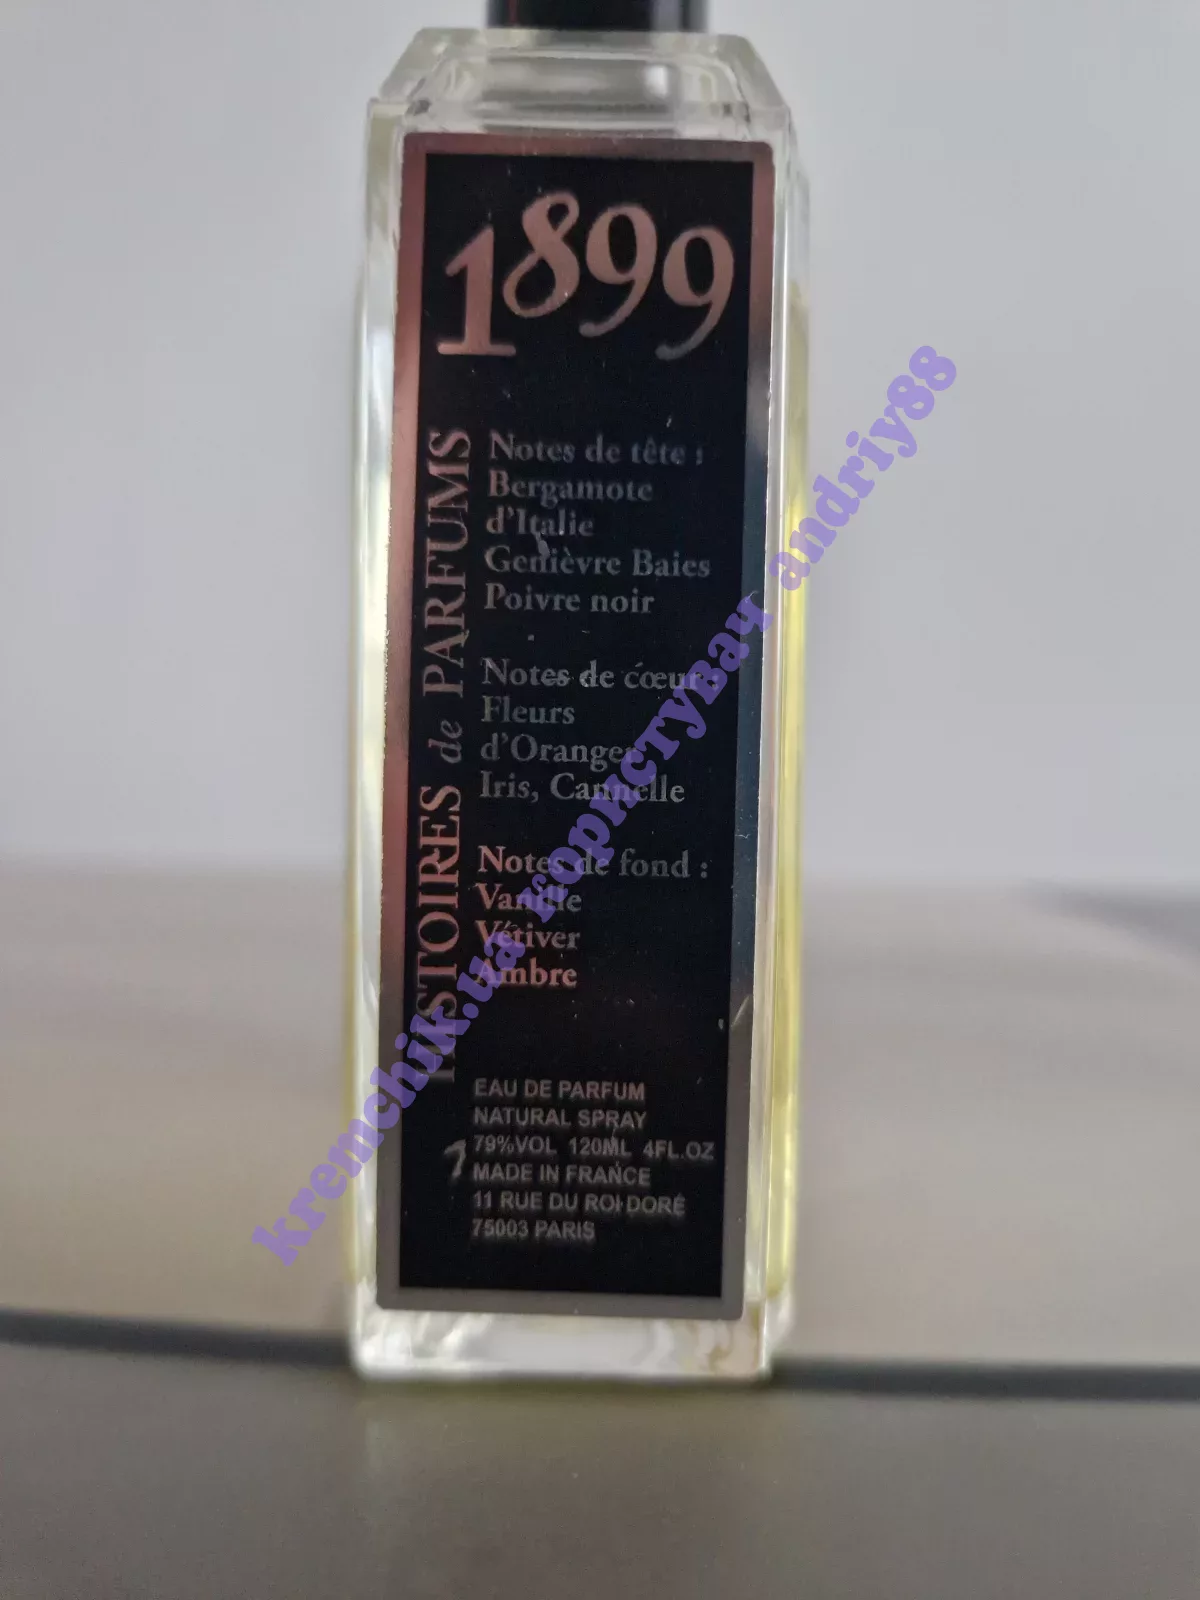 1899
HISTOIRES de PARFUMS
Notes de tête :
Bergamote
d'Italie
Genièvre Baies
Poivre noir
Notes de cœur :
Fleurs
d'Oranger
Iris, Cannelle
Notes de fond :
Vanille
Vétiver
Ambre
EAU DE PARFUM
NATURAL SPRAY
79%VOL 120ML 4FL.OZ
MADE IN FRANCE
11 RUE DU ROI DORÉ
75003 PARIS
kremchik.ua користувач andriy88